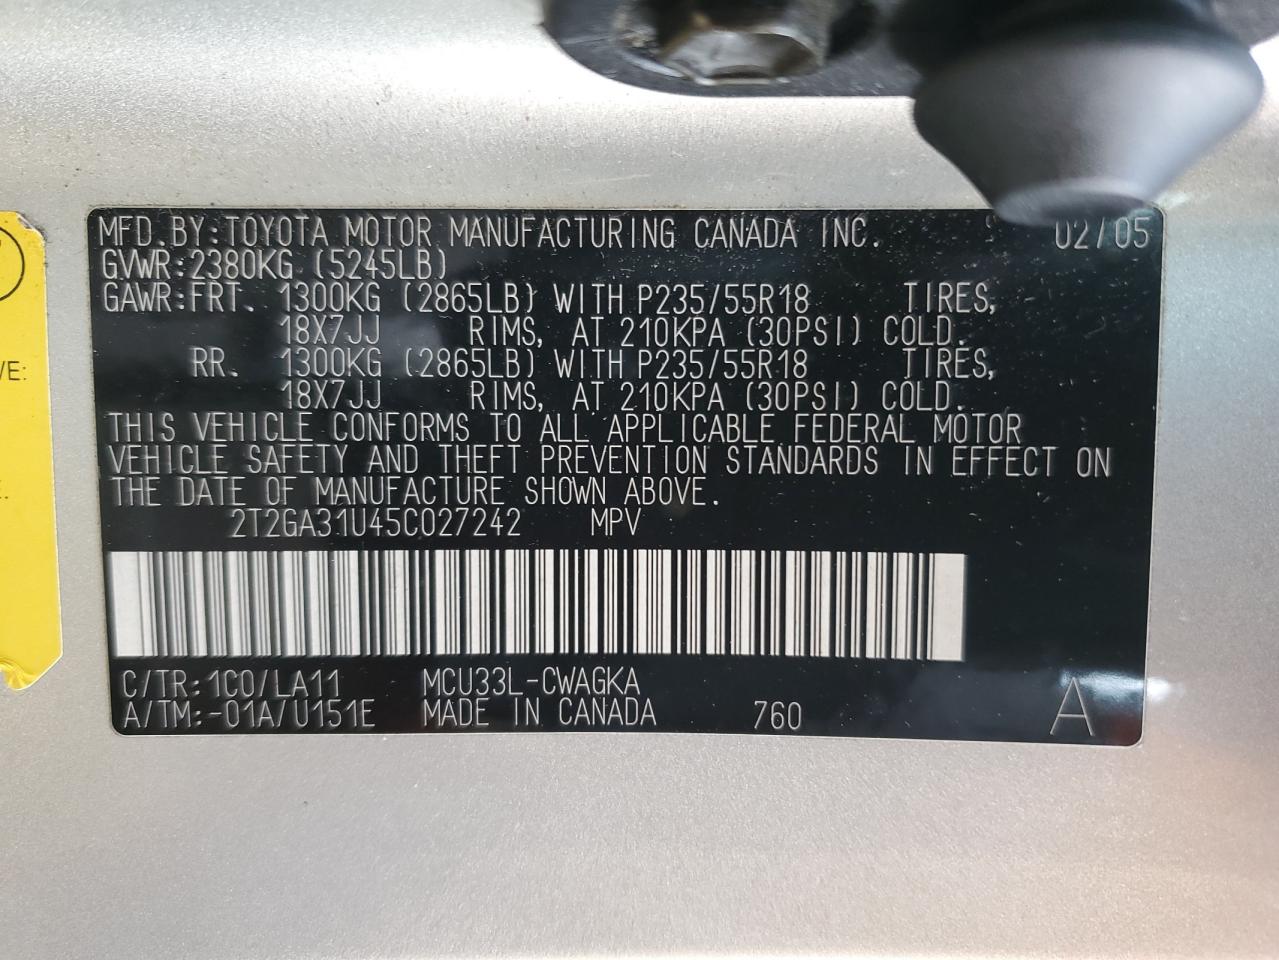 MFD.BY:TOYOTA MOTOR MANUFACTURING CANADA INC. 02/05
GVWR:2380KG (5245LB)
GAWR:FRT. 1300KG (2865LB) WITH P235/55R18 TIRES,
18X7JJ RIMS, AT 210KPA (30PSI) COLD.
RR. 1300KG (2865LB) WITH P235/55R18 TIRES,
18X7JJ RIMS, AT 210KPA (30PSI) COLD.
THIS VEHICLE CONFORMS TO ALL APPLICABLE FEDERAL MOTOR
VEHICLE SAFETY AND THEFT PREVENTION STANDARDS IN EFFECT ON
THE DATE OF MANUFACTURE SHOWN ABOVE.
2T2GA31U45C027242 MPV
C/TR:1C0/LA11 MCU33L-CWAGKA
A/TM:-01A/U151E MADE IN CANADA 760 A